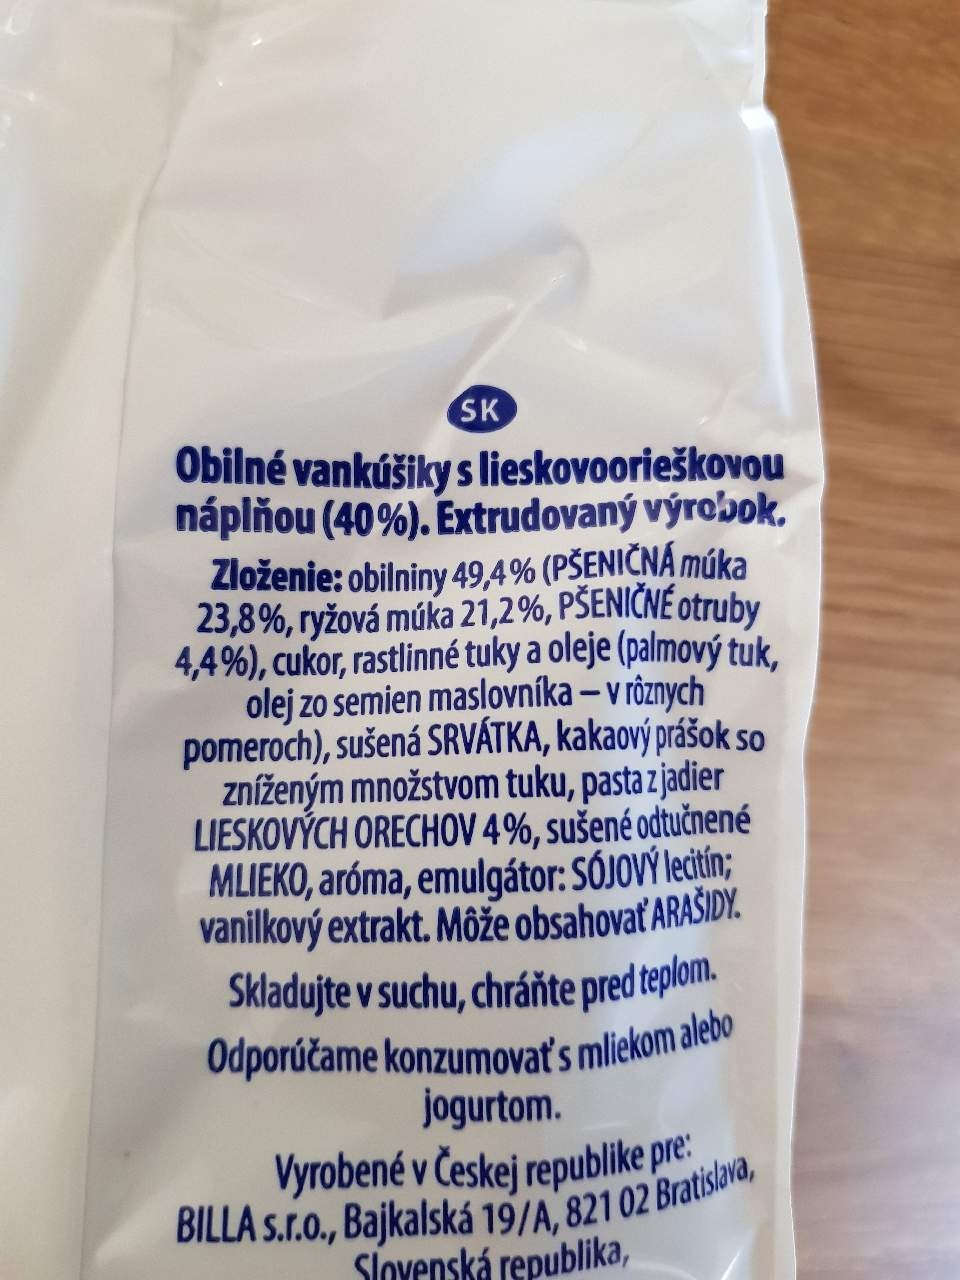 SK
Obilné vankúšiky s lieskovoorieškovou
náplňou (40%). Extrudovaný výrobok.
Zloženie: obilniny 49,4% (PŠENIČNÁ múka
23,8%, ryžová múka 21,2%, PŠENIČNÉ otruby
4,4%), cukor, rastlinné tuky a oleje (palmový tuk,
olej zo semien maslovníka – v rôznych
pomeroch), sušená SRVÁTKA, kakaový prášok so
zníženým množstvom tuku, pasta z jadier
LIESKOVÝCH ORECHOV 4%, sušené odtučnené
MLIEKO, aróma, emulgátor: SÓJOVÝ lecitín;
vanilkový extrakt. Môže obsahovať ARAŠIDY.
Skladujte v suchu, chráňte pred teplom.
Odporúčame konzumovať s mliekom alebo
jogurtom.
Vyrobené v Českej republike pre:
BILLA s.r.o., Bajkalská 19/A, 821 02 Bratislava,
Slovenská republika,